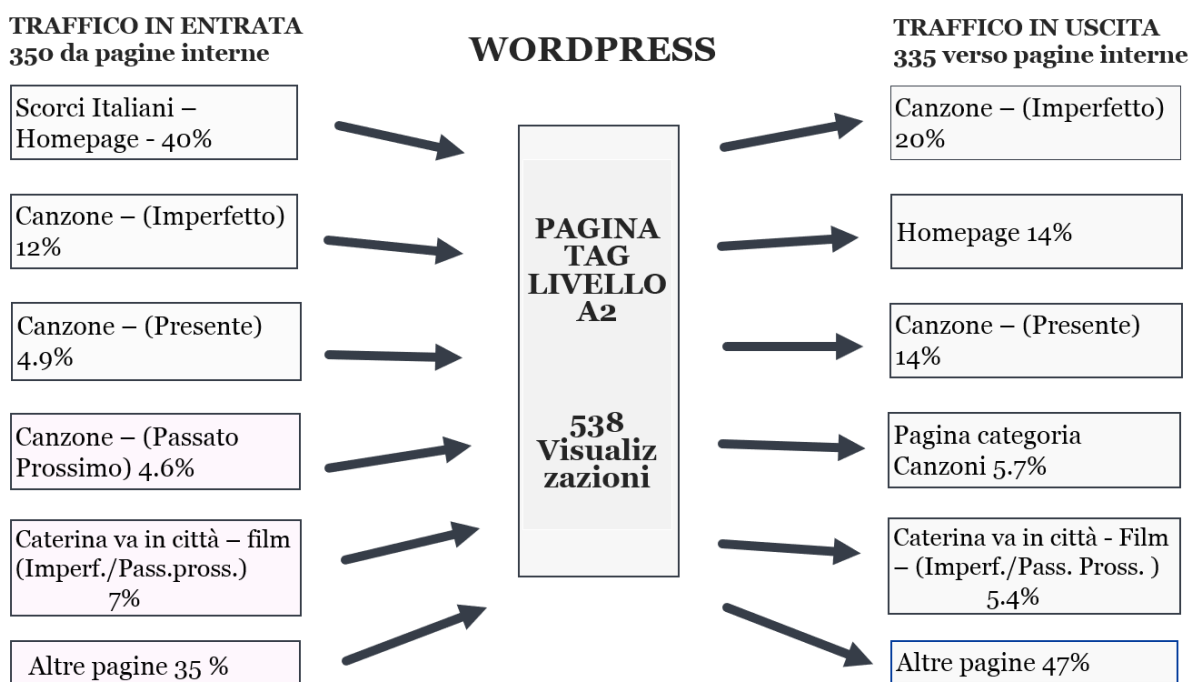 TRAFFICO IN ENTRATA
350 da pagine interne
WORDPRESS
TRAFFICO IN USCITA
335 verso pagine interne
Scorci Italiani –
Homepage - 40%
Canzone – (Imperfetto)
12%
Canzone – (Presente)
4.9%
Canzone – (Passato
Prossimo) 4.6%
Caterina va in città – film
(Imperf./Pass.pross.)
7%
Altre pagine 35 %
PAGINA
TAG
LIVELLO
A2
538
Visualiz
zazioni
Canzone – (Imperfetto)
20%
Homepage 14%
Canzone – (Presente)
14%
Pagina categoria
Canzoni 5.7%
Caterina va in città - Film
– (Imperf./Pass. Pross. )
5.4%
Altre pagine 47%